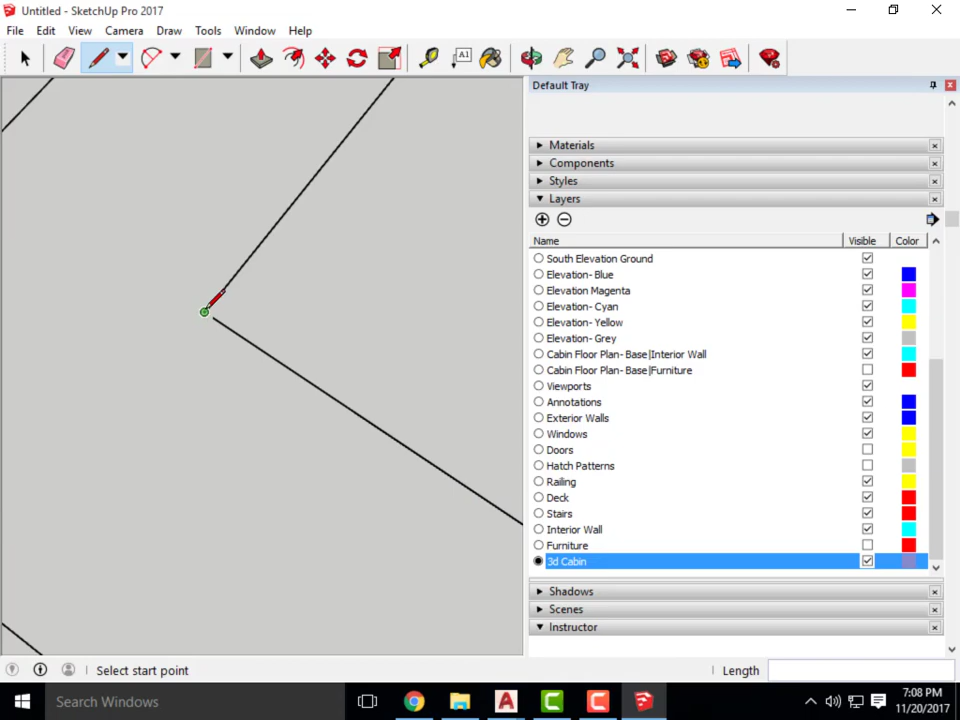 Untitled - SketchUp Pro 2017
File Edit View Camera Draw Tools Window Help
A1
Default Tray
Materials
Components
Styles
Layers
Name Visible Color
South Elevation Ground
Elevation- Blue
Elevation Magenta
Elevation- Cyan
Elevation- Yellow
Elevation- Grey
Cabin Floor Plan- Base|Interior Wall
Cabin Floor Plan- Base|Furniture
Viewports
Annotations
Exterior Walls
Windows
Doors
Hatch Patterns
Railing
Deck
Stairs
Interior Wall
Furniture
3d Cabin
Shadows
Scenes
Instructor
Select start point Length
Search Windows
7:08 PM
11/20/2017